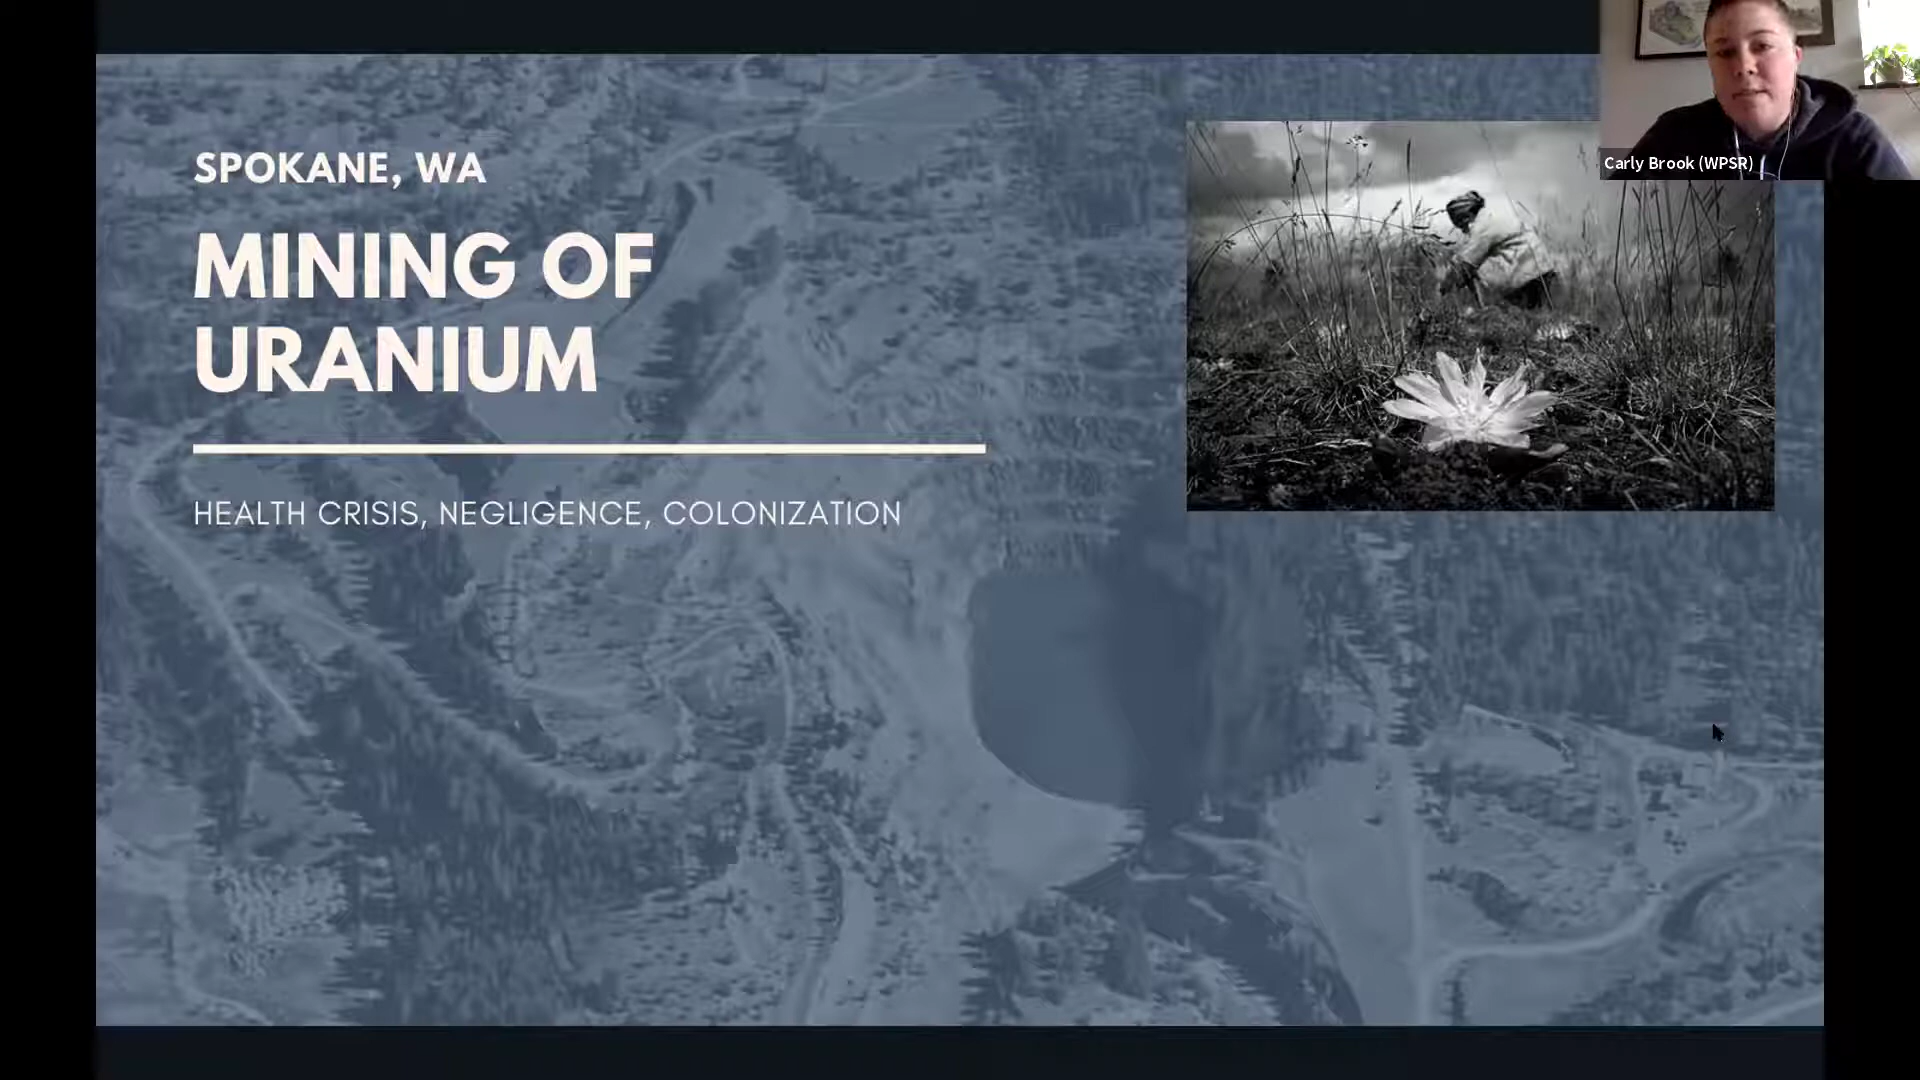 SPOKANE, WA
MINING OF
URANIUM
HEALTH CRISIS, NEGLIGENCE, COLONIZATION
Carly Brook (WPSR)